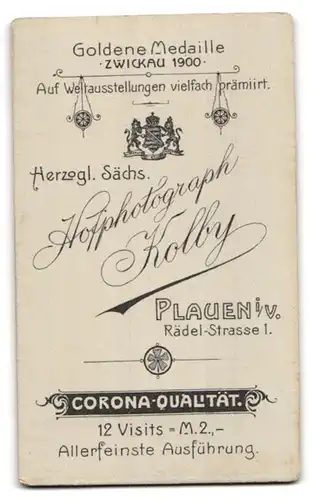 Goldene Medaille
· ZWICKAU 1900 ·
Auf Weltausstellungen vielfach prämiirt.
Herzogl. Sächs.
Hofphotograph
Kolby
PLAUEN i/V.
Rädel-Strasse 1.
CORONA-QUALITÄT.
12 Visits = M. 2,–
Allerfeinste Ausführung.